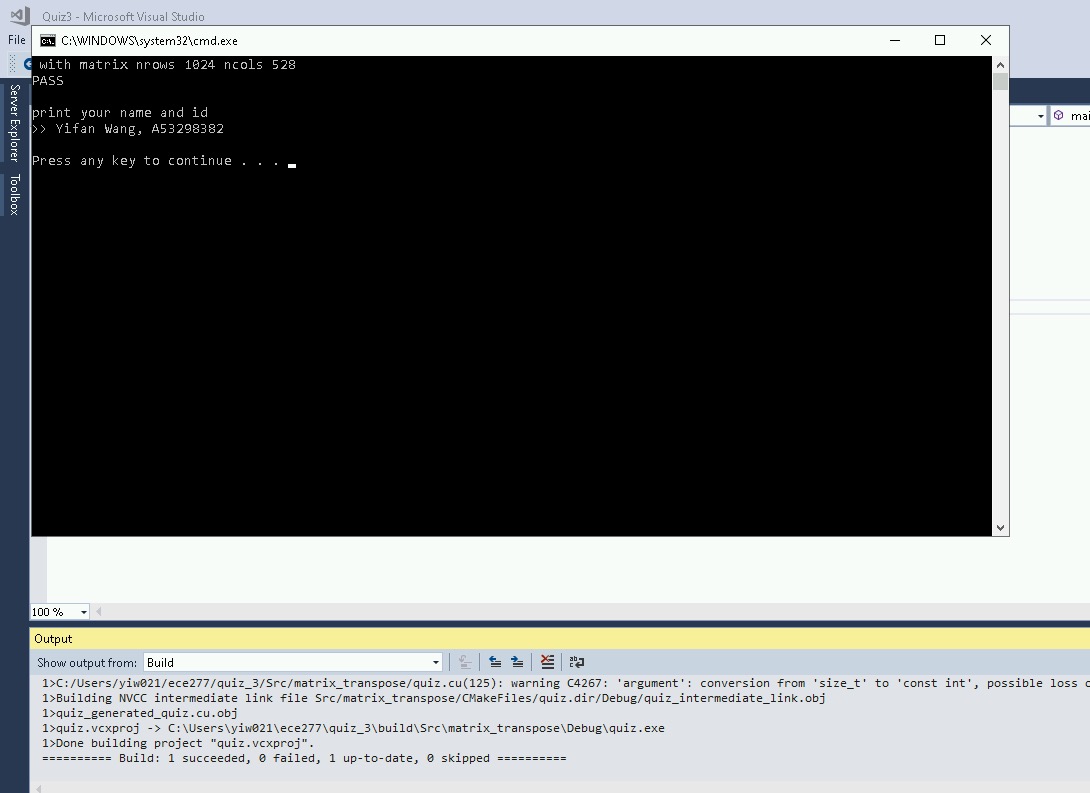 Quiz3 - Microsoft Visual Studio
File
C:\WINDOWS\system32\cmd.exe
with matrix nrows 1024 ncols 528
PASS
print your name and id
>> Yifan Wang, A53298382
Press any key to continue . . .
Server Explorer
Toolbox
mai
100 %
Output
Show output from: Build
1>C:/Users/yiw021/ece277/quiz_3/Src/matrix_transpose/quiz.cu(125): warning C4267: 'argument': conversion from 'size_t' to 'const int', possible loss o
1>Building NVCC intermediate link file Src/matrix_transpose/CMakeFiles/quiz.dir/Debug/quiz_intermediate_link.obj
1>quiz_generated_quiz.cu.obj
1>quiz.vcxproj -> C:\Users\yiw021\ece277\quiz_3\build\Src\matrix_transpose\Debug\quiz.exe
1>Done building project "quiz.vcxproj".
========== Build: 1 succeeded, 0 failed, 1 up-to-date, 0 skipped ==========